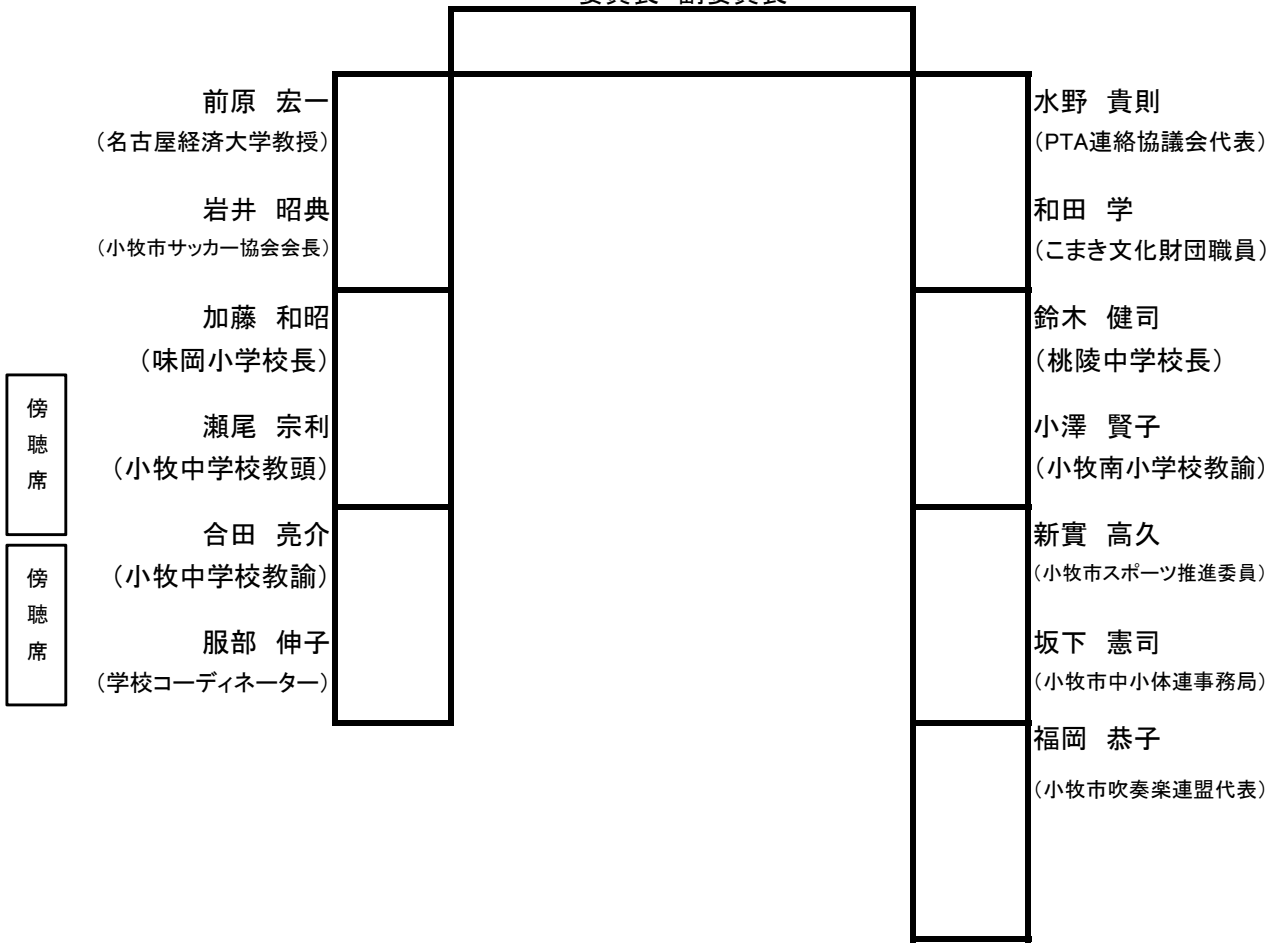 委員長 副委員長
前原 宏一
（名古屋経済大学教授）
岩井 昭典
（小牧市サッカー協会会長）
加藤 和昭
（味岡小学校長）
瀬尾 宗利
（小牧中学校教頭）
合田 亮介
（小牧中学校教諭）
服部 伸子
（学校コーディネーター）
傍聴席
傍聴席
水野 貴則
（PTA連絡協議会代表）
和田 学
（こまき文化財団職員）
鈴木 健司
（桃陵中学校長）
小澤 賢子
（小牧南小学校教諭）
新實 高久
（小牧市スポーツ推進委員）
坂下 憲司
（小牧市中小体連事務局）
福岡 恭子
（小牧市吹奏楽連盟代表）